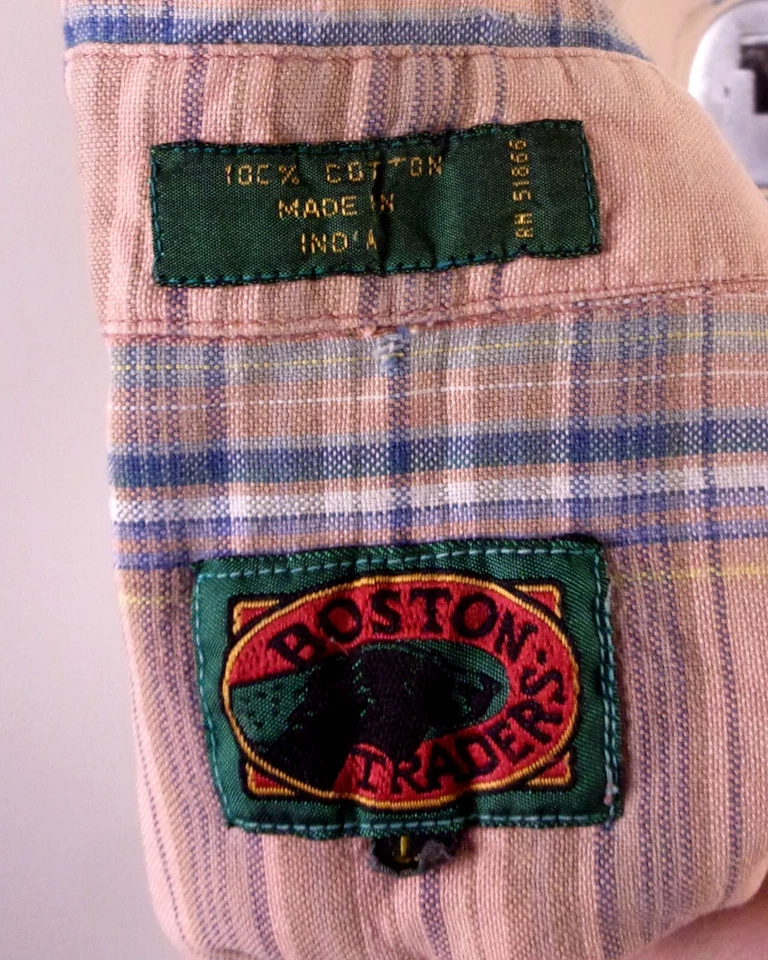 100% COTTON
MADE IN
INDIA
RN 51866
BOSTON
TRADERS
L